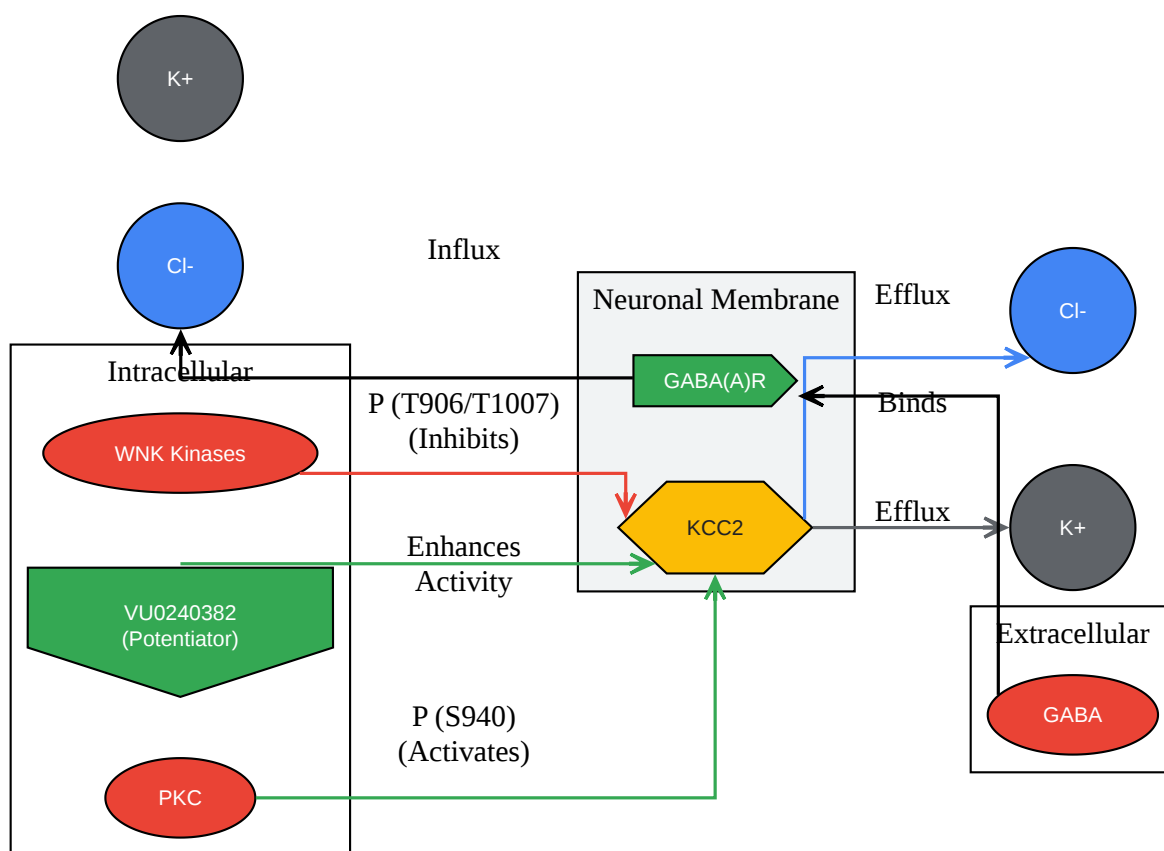 K+
Cl-
Influx
Neuronal Membrane
Efflux
Cl-
Intracellular
GABA(A)R
P (T906/T1007)
(Inhibits)
Binds
WNK Kinases
KCC2
Efflux
K+
Enhances
Activity
VU0240382
(Potentiator)
Extracellular
GABA
P (S940)
(Activates)
PKC